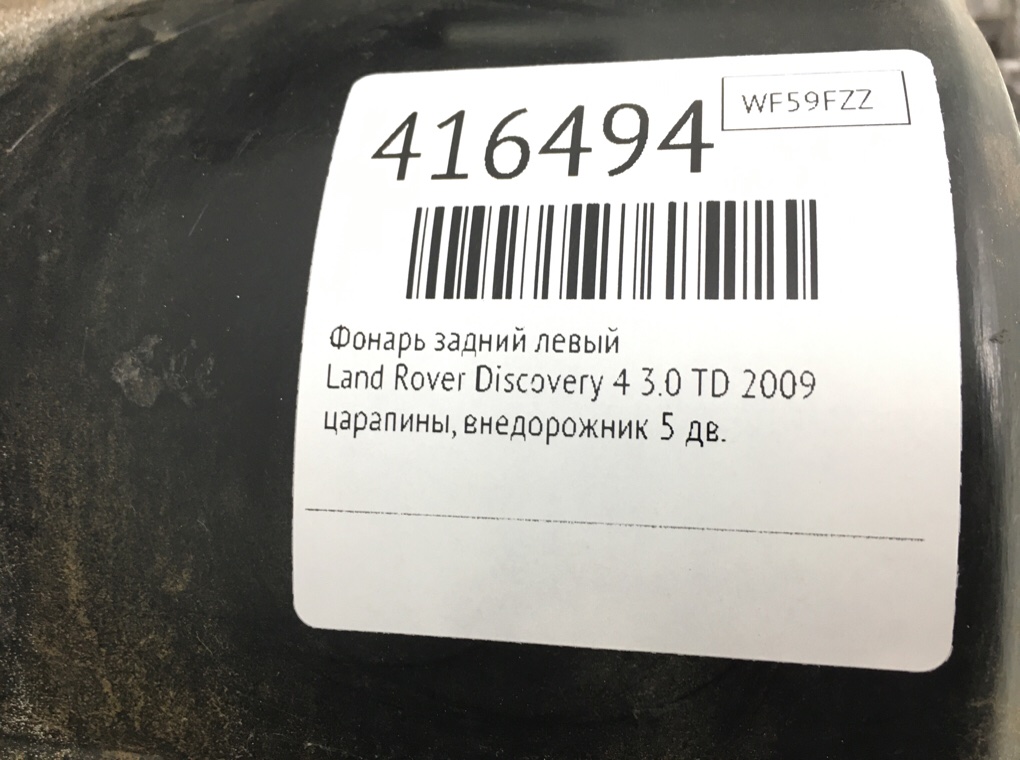 416494
WF59FZZ
Фонарь задний левый
Land Rover Discovery 4 3.0 TD 2009
царапины, внедорожник 5 дв.